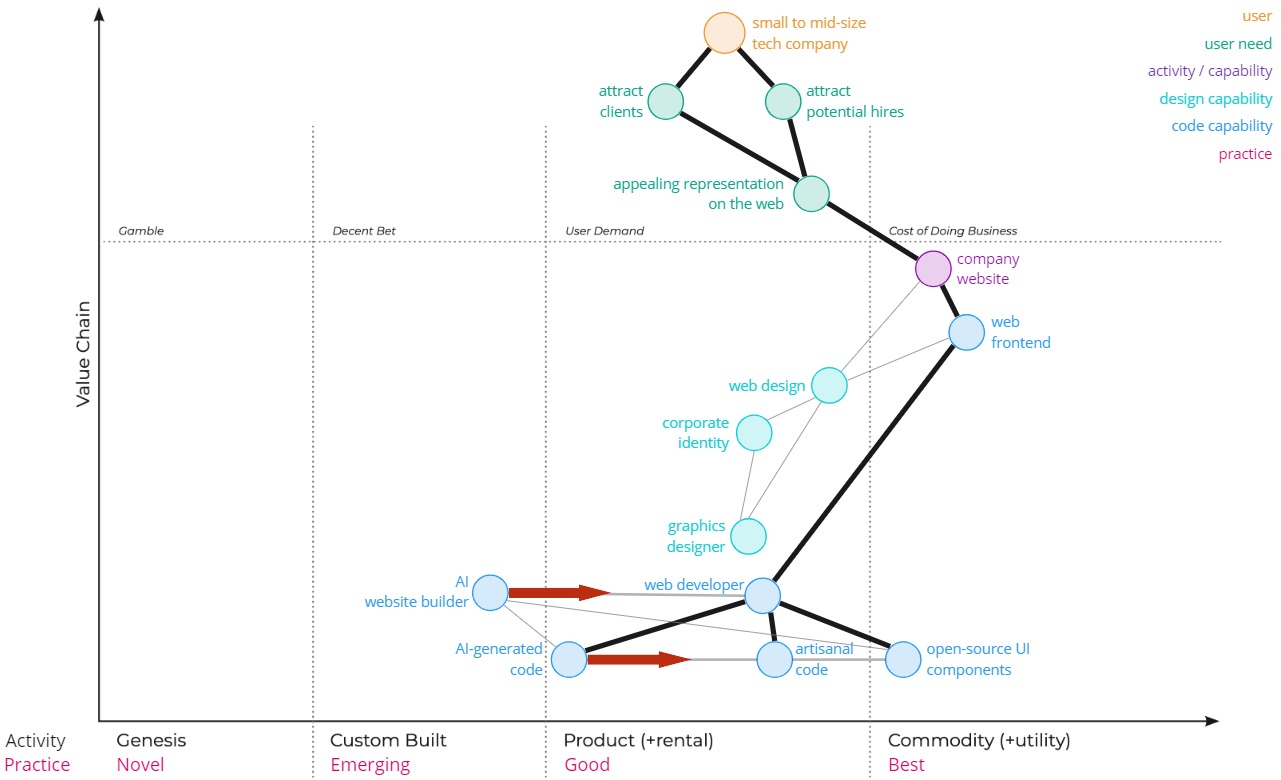 small to mid-size
tech company
user
user need
activity / capability
design capability
code capability
practice
attract
clients
attract
potential hires
appealing representation
on the web
Gamble
Decent Bet
User Demand
Cost of Doing Business
company
website
web
frontend
Value Chain
web design
corporate
identity
graphics
designer
AI
website builder
web developer
AI-generated
code
artisanal
code
open-source UI
components
Activity
Genesis
Custom Built
Product (+rental)
Commodity (+utility)
Practice
Novel
Emerging
Good
Best